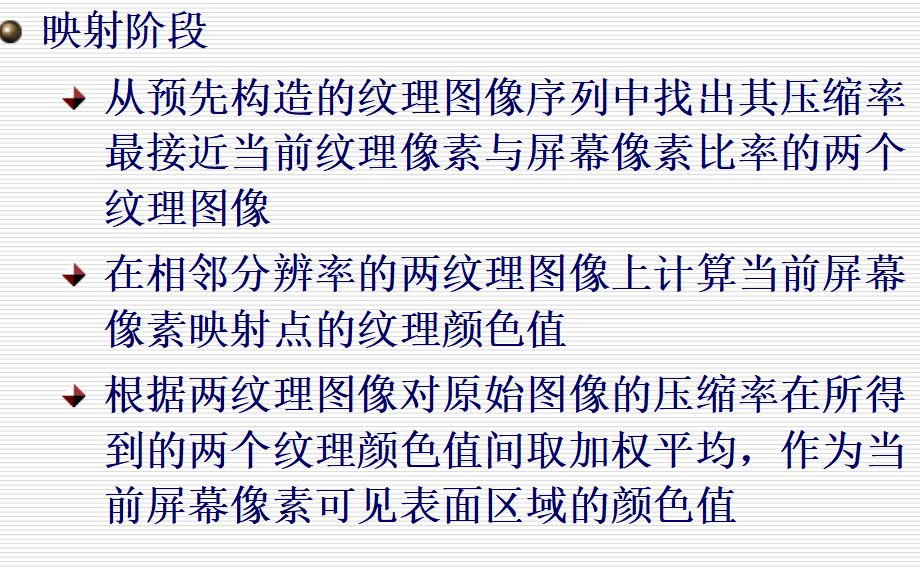 映射阶段
从预先构造的纹理图像序列中找出其压缩率
最接近当前纹理像素与屏幕像素比率的两个
纹理图像
在相邻分辨率的两纹理图像上计算当前屏幕
像素映射点的纹理颜色值
根据两纹理图像对原始图像的压缩率在所得
到的两个纹理颜色值间取加权平均，作为当
前屏幕像素可见表面区域的颜色值